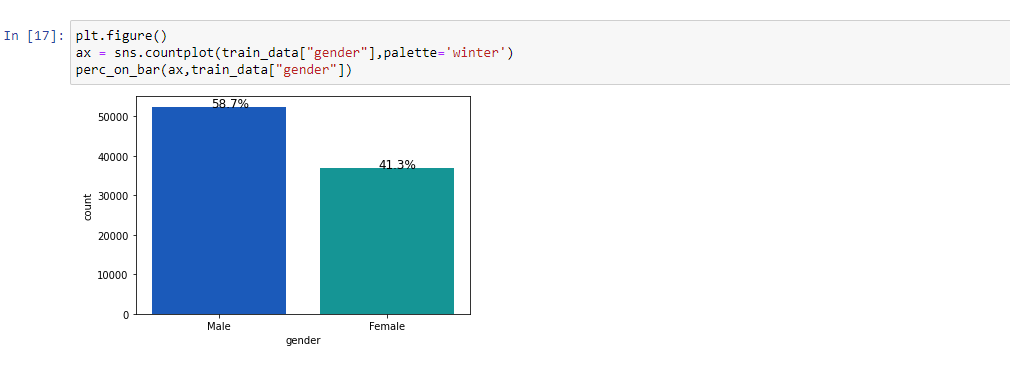 In [17]: plt.figure()
ax = sns.countplot(train_data["gender"],palette='winter')
perc_on_bar(ax,train_data["gender"])
58.7%
50000
41.3%
40000
30000
20000
10000
0
count
Male Female
gender